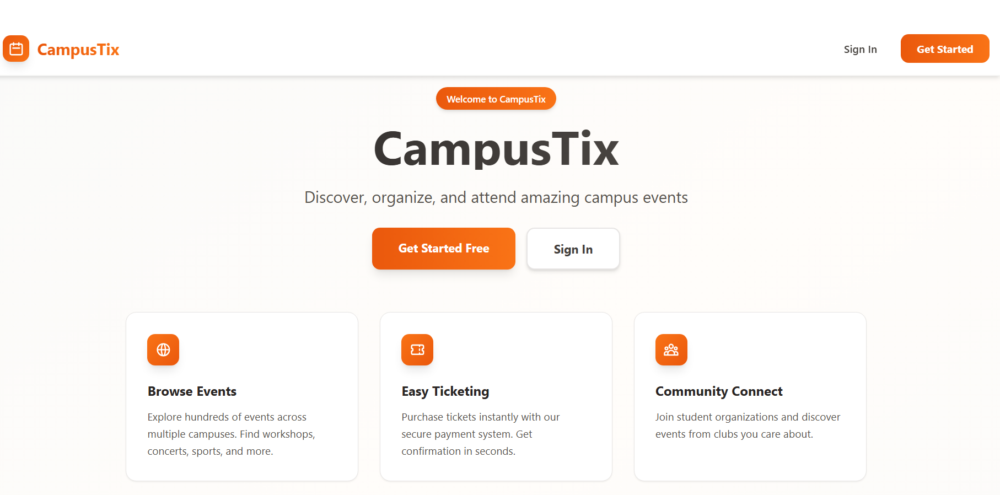 CampusTix
Sign In
Get Started
Welcome to CampusTix
CampusTix
Discover, organize, and attend amazing campus events
Get Started Free
Sign In
Browse Events
Explore hundreds of events across
multiple campuses. Find workshops,
concerts, sports, and more.
Easy Ticketing
Purchase tickets instantly with our
secure payment system. Get
confirmation in seconds.
Community Connect
Join student organizations and discover
events from clubs you care about.